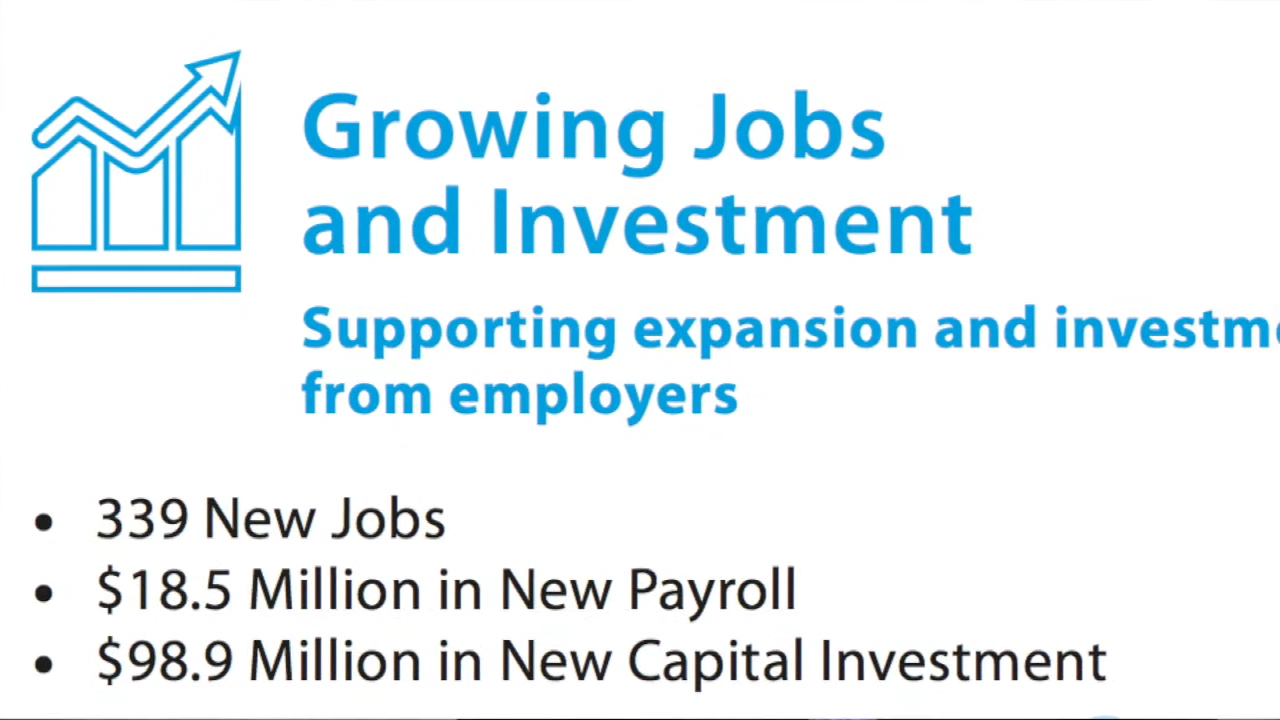 Growing Jobs
and Investment
Supporting expansion and
from employers
• 339 New Jobs
• $18.5 Million in New Payroll
• $98.9 Million in New Capital Investment